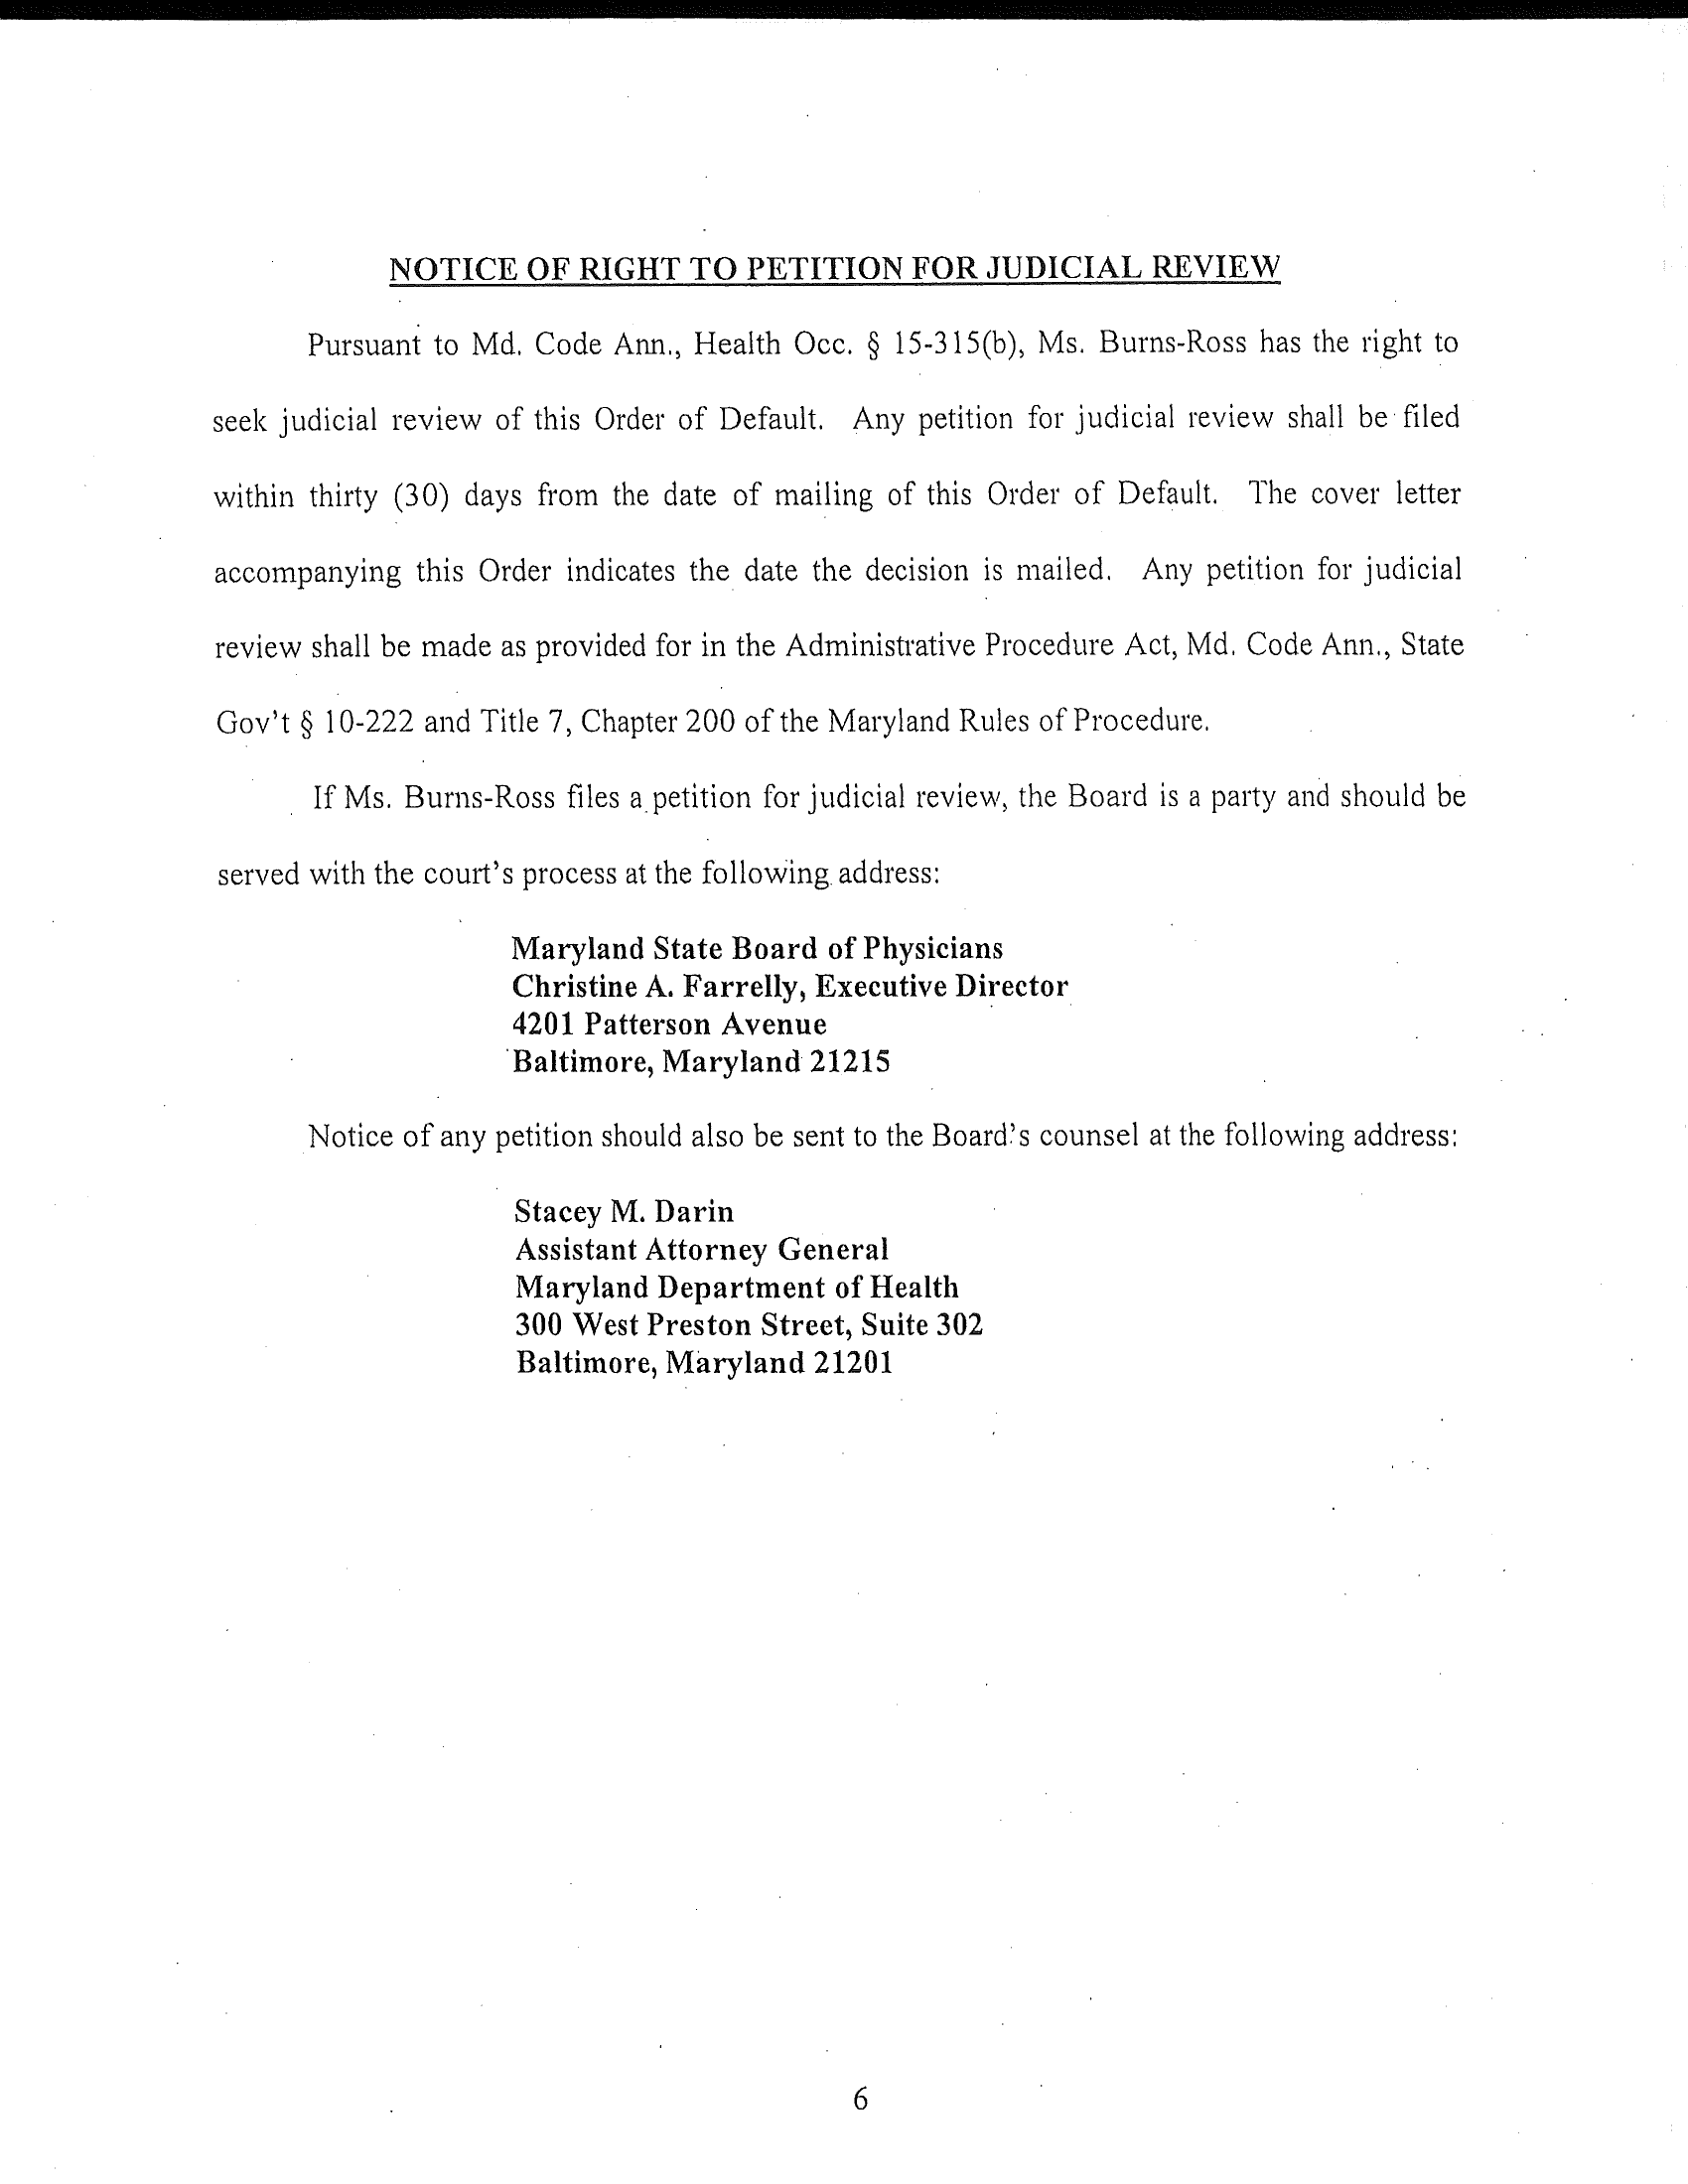 NOTICE OF RIGHT TO PETITION FOR JUDICIAL REVIEW
Pursuant to Md. Code Ann., Health Occ. § 15-315(b), Ms. Burns-Ross has the right to
seek judicial review of this Order of Default. Any petition for judicial review shall be filed
within thirty (30) days from the date of mailing of this Order of Default. The cover letter
accompanying this Order indicates the date the decision is mailed. Any petition for judicial
review shall be made as provided for in the Administrative Procedure Act, Md. Code Ann., State
Gov't § 10-222 and Title 7, Chapter 200 of the Maryland Rules of Procedure.
If Ms. Burns-Ross files a petition for judicial review, the Board is a party and should be
served with the court's process at the following address:
Maryland State Board of Physicians
Christine A. Farrelly, Executive Director
4201 Patterson Avenue
Baltimore, Maryland 21215
Notice of any petition should also be sent to the Board's counsel at the following address:
Stacey M. Darin
Assistant Attorney General
Maryland Department of Health
300 West Preston Street, Suite 302
Baltimore, Maryland 21201
6